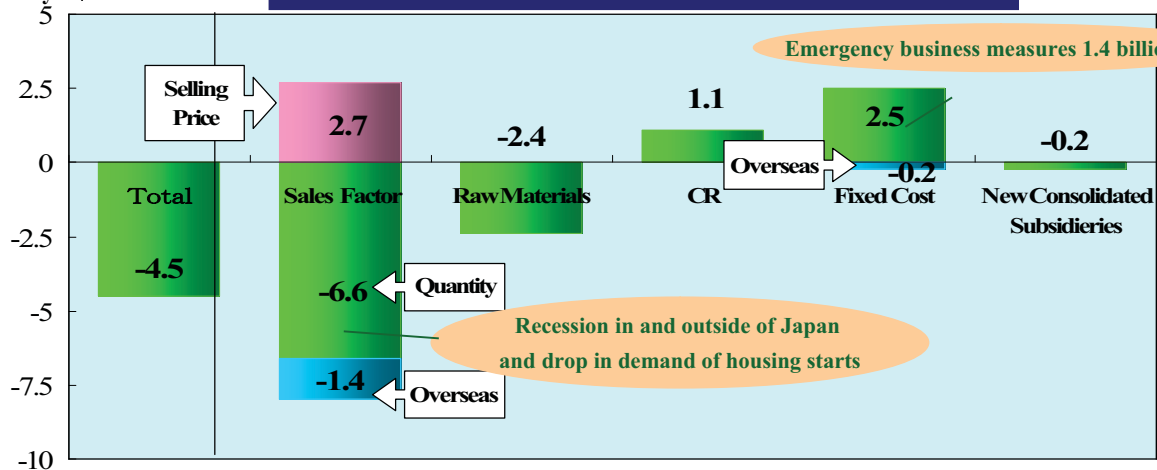 5
2.5
0
-2.5
-5
-7.5
-10
Emergency business measures 1.4
Selling
Price
2.7
-2.4
1.1
2.5
-0.2
-0.2
Overseas
Total
Sales Factor
Raw Materials
CR
Fixed Cost
New Consolidated
Subsidieries
-4.5
-6.6
Quantity
Recession in and outside of Japan
and drop in demand of housing starts
-1.4
Overseas